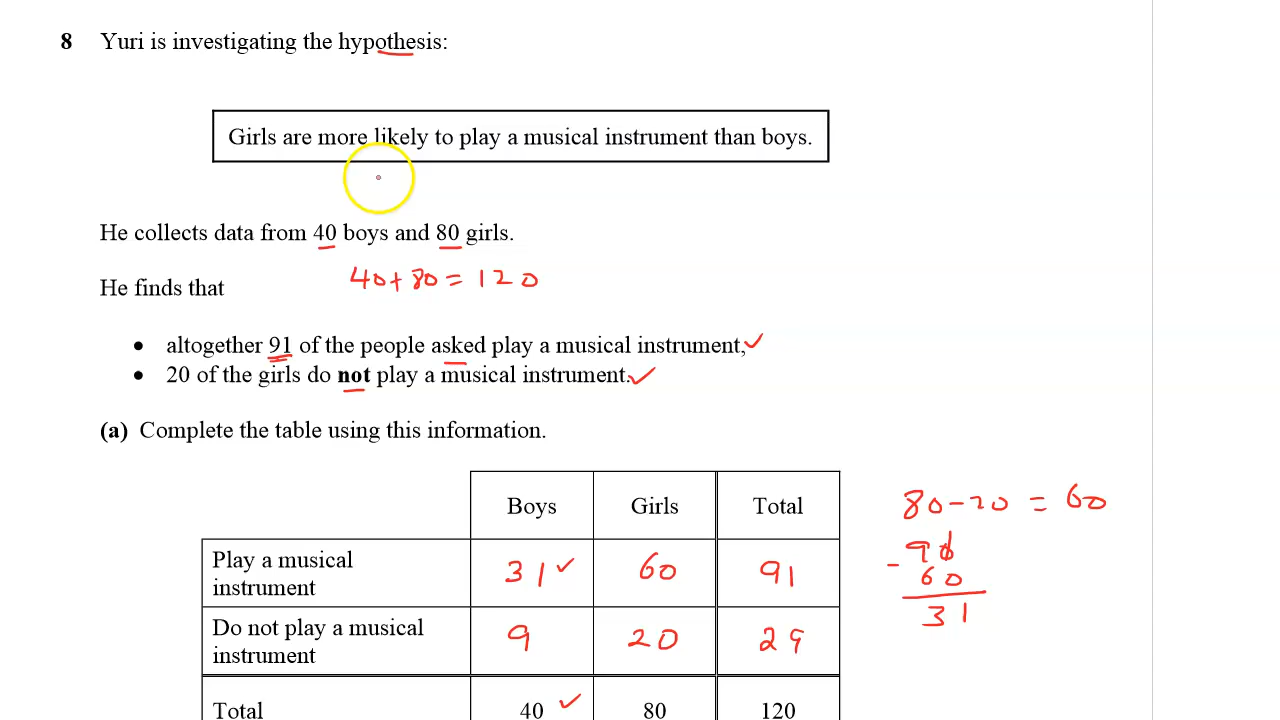 8 Yuri is investigating the hypothesis:
Girls are more likely to play a musical instrument than boys.
He collects data from 40 boys and 80 girls.
40+80 = 120
He finds that
• altogether 91 of the people asked play a musical instrument, ✓
• 20 of the girls do not play a musical instrument. ✓
(a) Complete the table using this information.
Boys Girls Total
80 - 20 = 60
Play a musical
instrument
31 ✓ 60 91
- 60
31
Do not play a musical
instrument
9 20 29
Total 40 ✓ 80 120